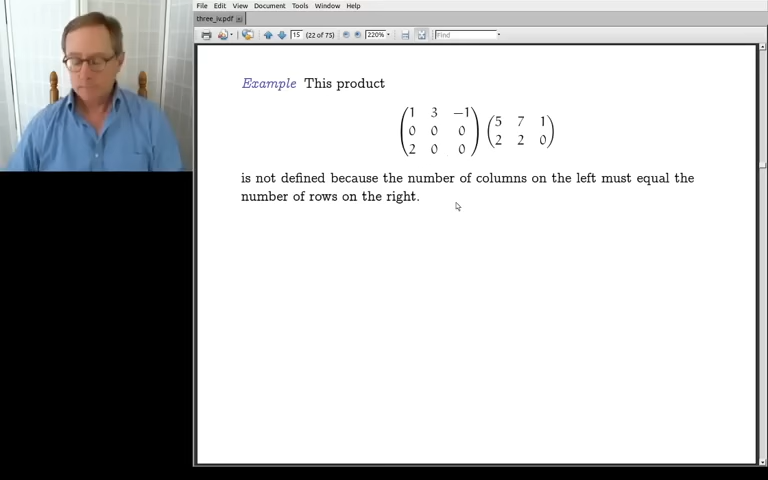 File Edit View Document Tools Window Help
three_iv.pdf
15 (22 of 75) 220% Find
Example This product
1 3 −1
0 0 0
2 0 0
5 7 1
2 2 0
is not defined because the number of columns on the left must equal the
number of rows on the right.